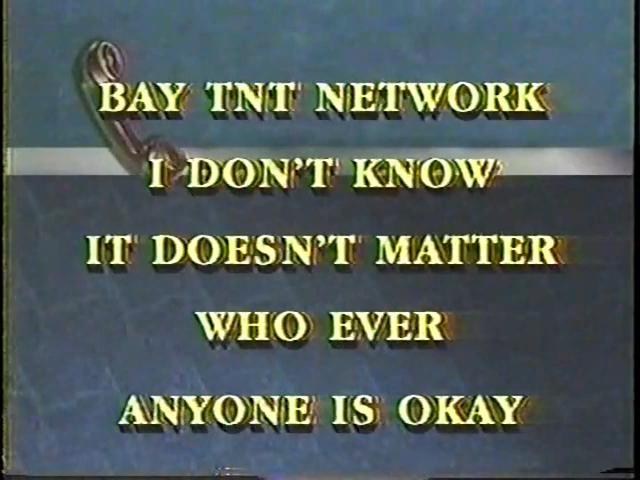 BAY TNT NETWORK
I DON'T KNOW
IT DOESN'T MATTER
WHO EVER
ANYONE IS OKAY